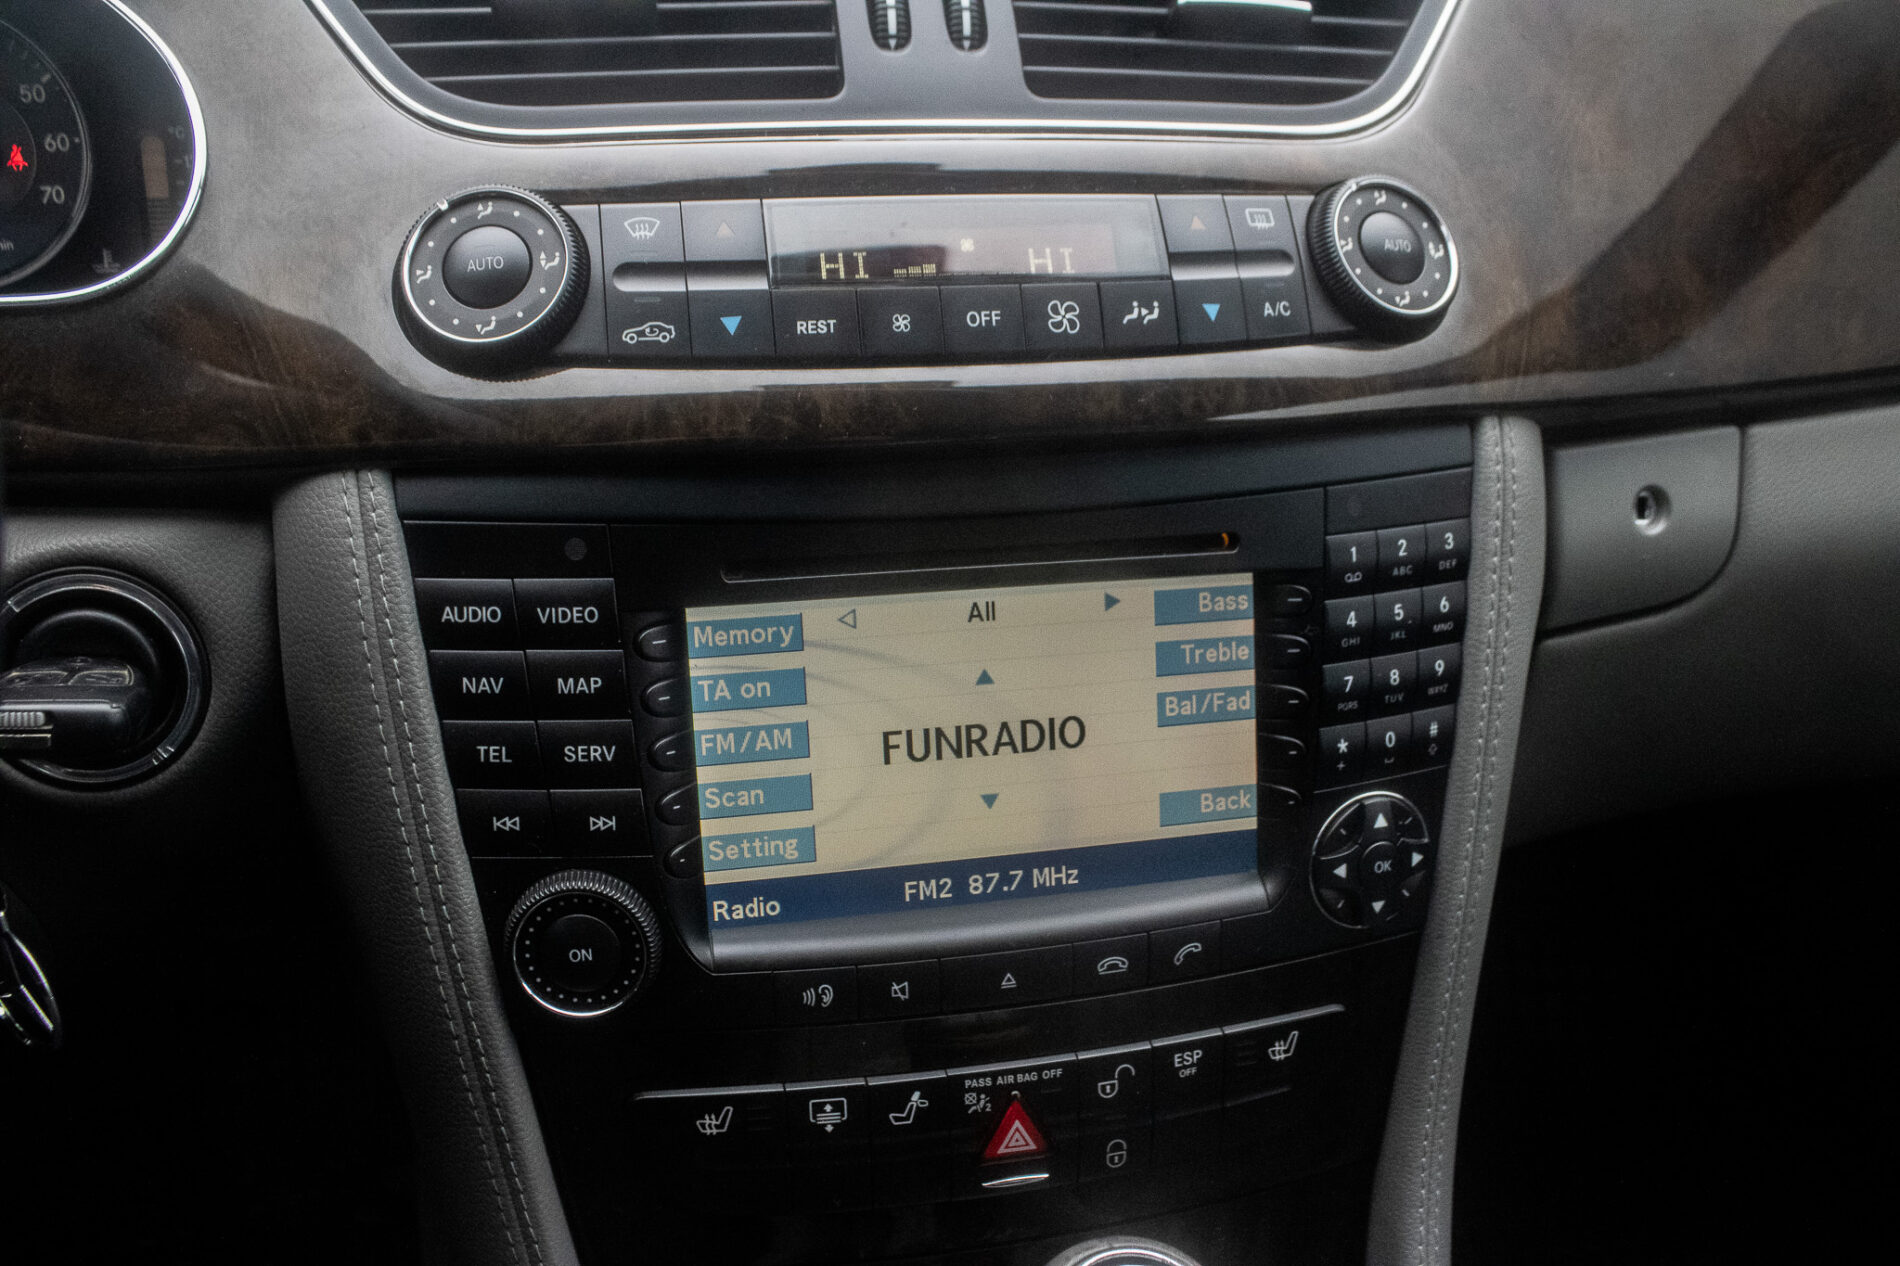 50
60
70
°C
AUTO
HI
HI
AUTO
REST
OFF
A/C
AUDIO
VIDEO
NAV
MAP
TEL
SERV
ON
Memory
TA on
FM/AM
Scan
Setting
All
FUNRADIO
Bass
Treble
Bal/Fad
Back
Radio
FM2 87.7 MHz
1
2 ABC
3 DEF
4 GHI
5 JKL
6 MNO
7 PQRS
8 TUV
9 WXYZ
*
+
0
#
OK
PASS AIR BAG OFF
ESP
OFF